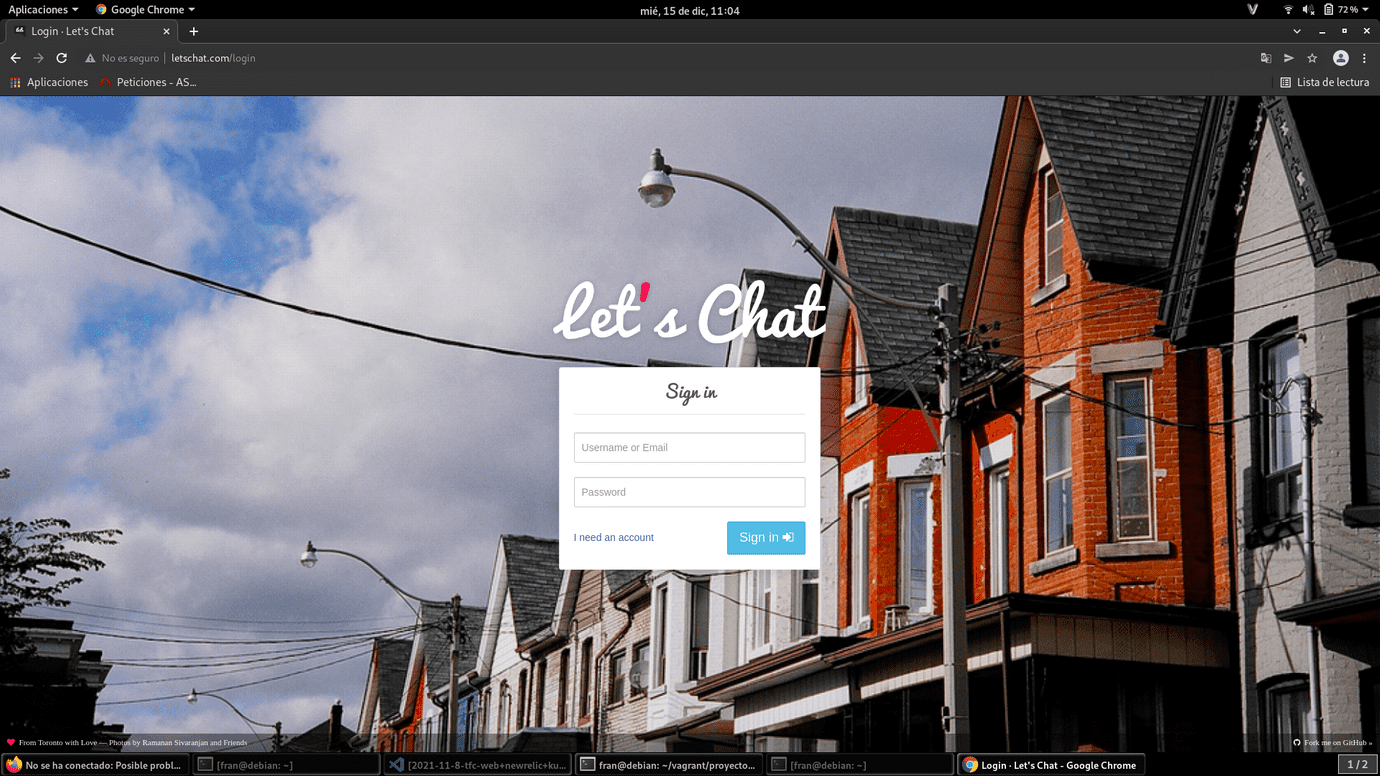 Aplicaciones Google Chrome mié, 15 de dic, 11:04 72 %
Login · Let's Chat
No es seguro letschat.com/login
Aplicaciones Peticiones - AS... Lista de lectura
Let's Chat
Sign in
Username or Email
Password
I need an account Sign in
From Toronto with Love — Photos by Ramanan Sivaranjan and Friends Fork me on GitHub »
No se ha conectado: Posible probl... [fran@debian: ~] [2021-11-8-tfc-web+newrelic+ku... fran@debian: ~/vagrant/proyecto... [fran@debian: ~] Login · Let's Chat - Google Chrome 1 / 2